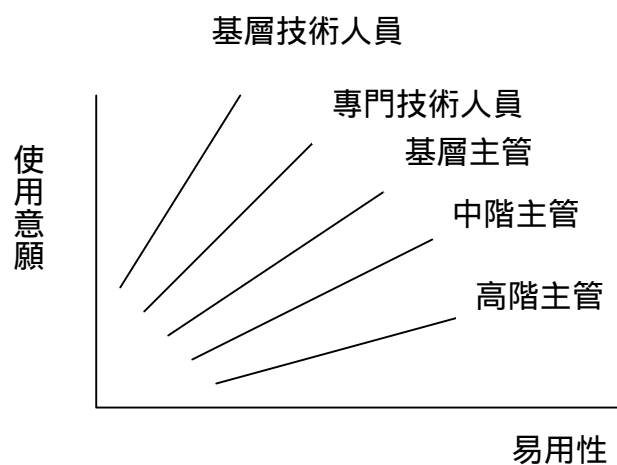 基層技術人員
專門技術人員
基層主管
中階主管
高階主管
使用意願
易用性